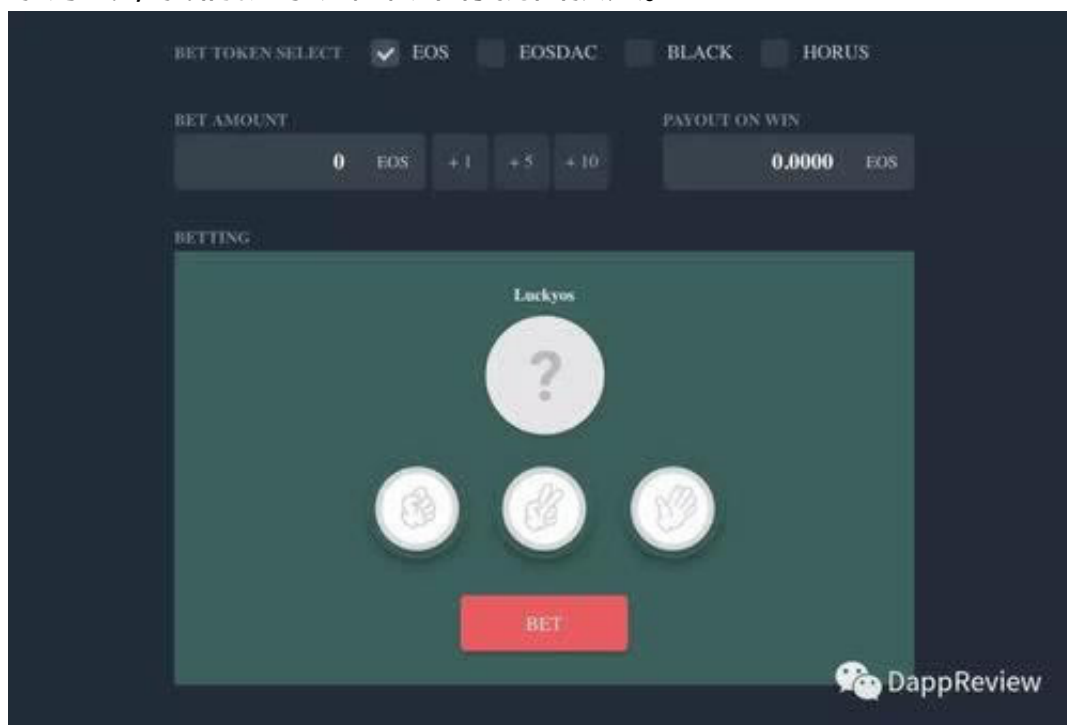 BET TOKEN SELECT EOS EOSDAC BLACK HORUS
BET AMOUNT PAYOUT ON WIN
0 EOS + 1 + 5 + 10 0.0000 EOS
BETTING
Luckyos
?
BET
DappReview